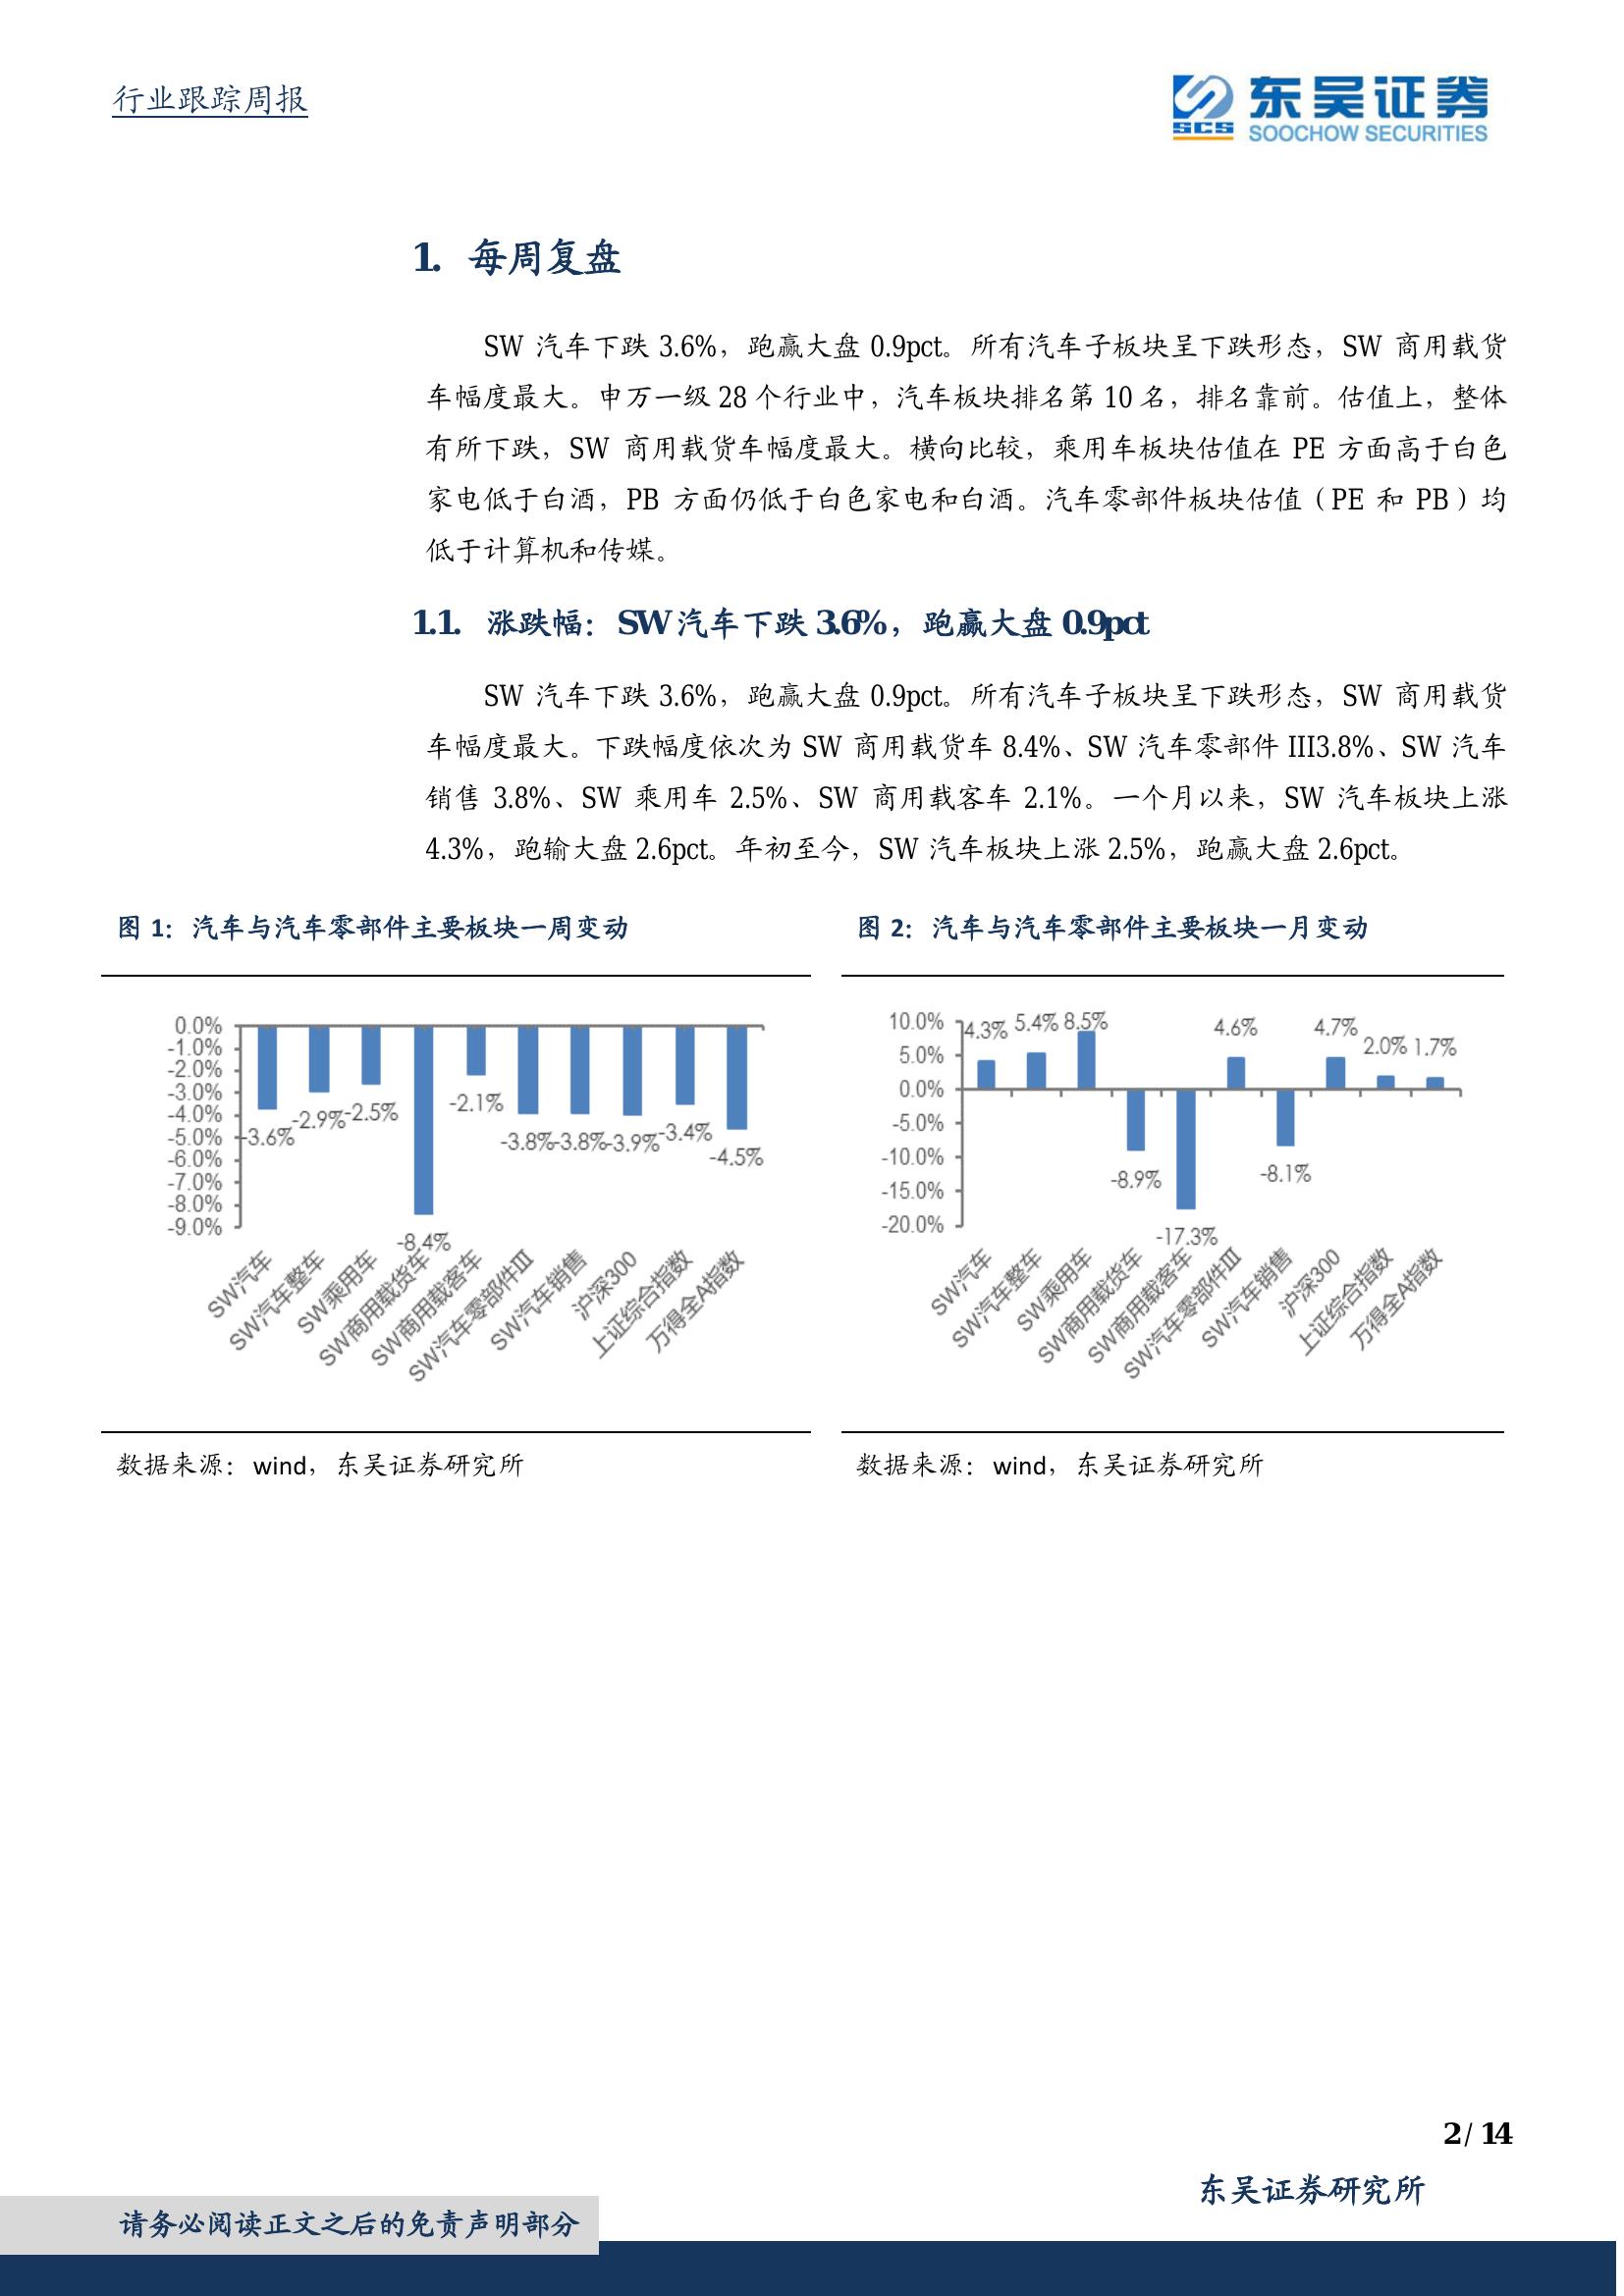 行业跟踪周报
SCS
东吴证券
SOOCHOW SECURITIES
1. 每周复盘
SW 汽车下跌 3.6%，跑赢大盘 0.9pct。所有汽车子板块呈下跌形态，SW 商用载货
车幅度最大。申万一级 28 个行业中，汽车板块排名第 10 名，排名靠前。估值上，整体
有所下跌，SW 商用载货车幅度最大。横向比较，乘用车板块估值在 PE 方面高于白色
家电低于白酒，PB 方面仍低于白色家电和白酒。汽车零部件板块估值（PE 和 PB）均
低于计算机和传媒。
1.1. 涨跌幅：SW 汽车下跌 3.6%，跑赢大盘 0.9pct
SW 汽车下跌 3.6%，跑赢大盘 0.9pct。所有汽车子板块呈下跌形态，SW 商用载货
车幅度最大。下跌幅度依次为 SW 商用载货车 8.4%、SW 汽车零部件 III3.8%、SW 汽车
销售 3.8%、SW 乘用车 2.5%、SW 商用载客车 2.1%。一个月以来，SW 汽车板块上涨
4.3%，跑输大盘 2.6pct。年初至今，SW 汽车板块上涨 2.5%，跑赢大盘 2.6pct。
图 1：汽车与汽车零部件主要板块一周变动
0.0%
-1.0%
-2.0%
-3.0%
-4.0%
-5.0%
-6.0%
-7.0%
-8.0%
-9.0%
-3.6%
-2.9%
-2.5%
-8.4%
-2.1%
-3.8%
-3.8%
-3.9%
-3.4%
-4.5%
SW汽车
SW汽车整车
SW乘用车
SW商用载货车
SW商用载客车
SW汽车零部件III
SW汽车销售
沪深300
上证综合指数
万得全A指数
数据来源：wind，东吴证券研究所
图 2：汽车与汽车零部件主要板块一月变动
10.0%
5.0%
0.0%
-5.0%
-10.0%
-15.0%
-20.0%
4.3%
5.4%
8.5%
-8.9%
-17.3%
4.6%
-8.1%
4.7%
2.0%
1.7%
SW汽车
SW汽车整车
SW乘用车
SW商用载货车
SW商用载客车
SW汽车零部件III
SW汽车销售
沪深300
上证综合指数
万得全A指数
数据来源：wind，东吴证券研究所
2 / 14
东吴证券研究所
请务必阅读正文之后的免责声明部分